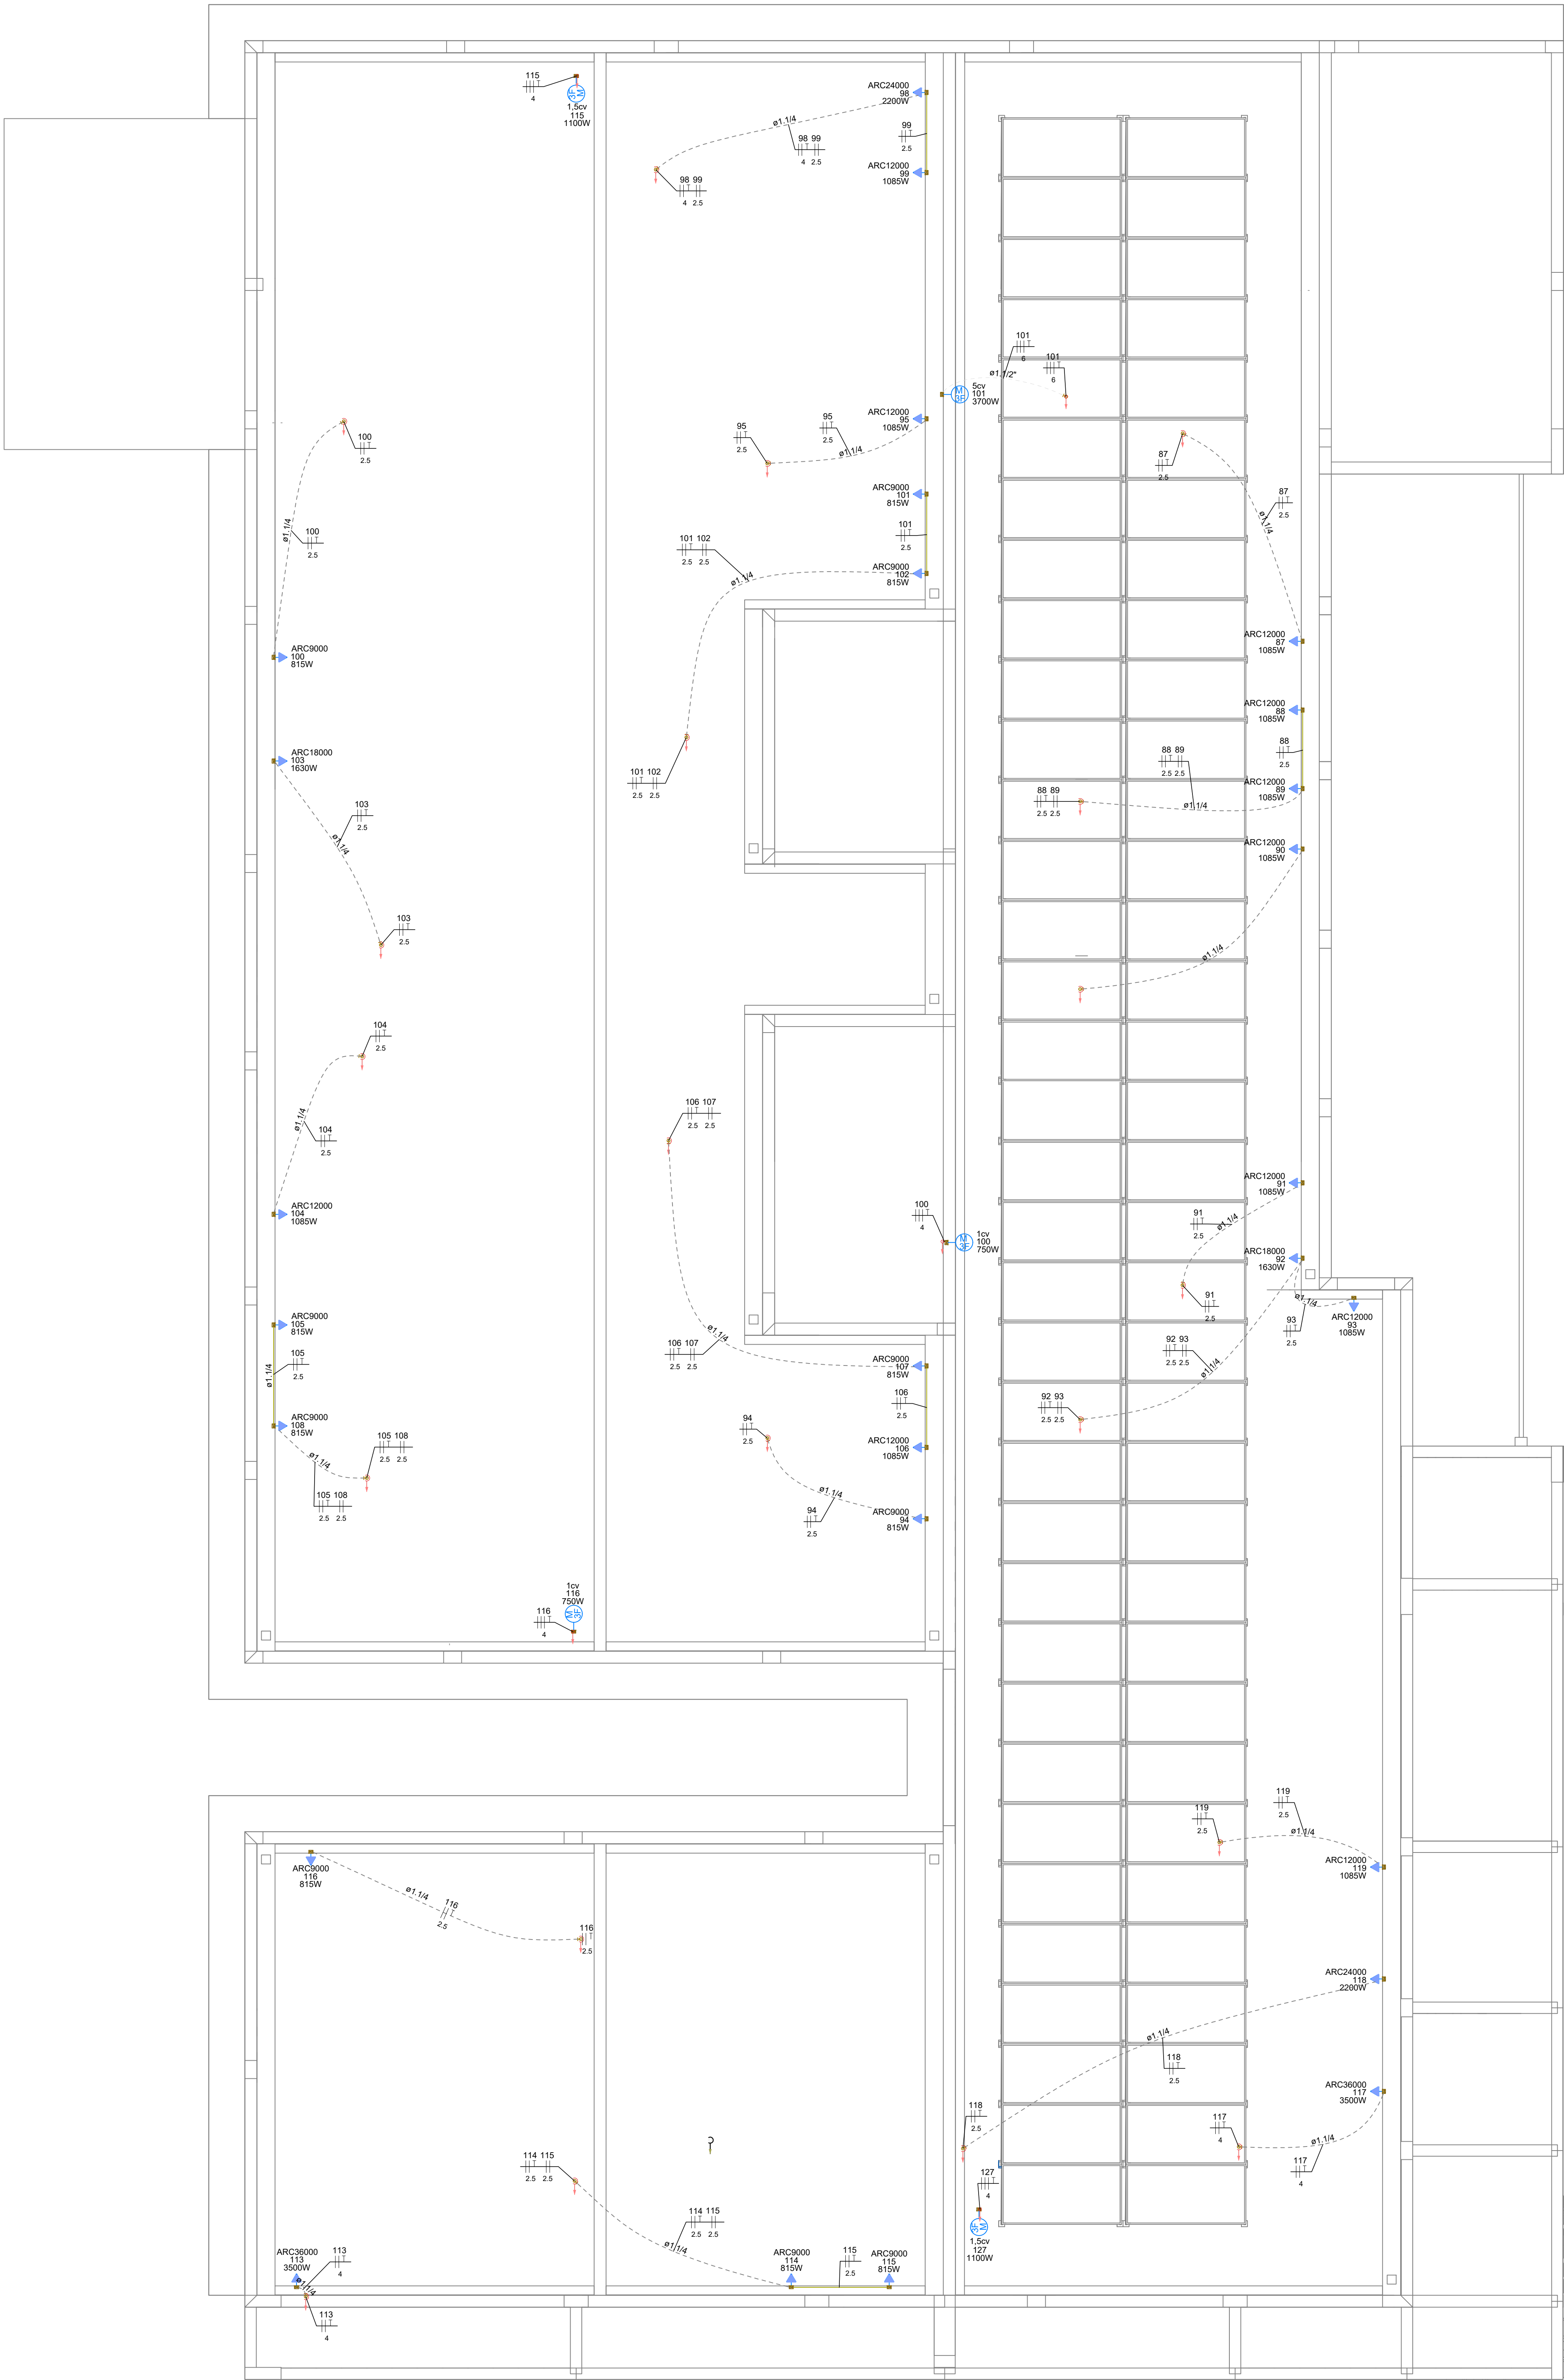 115
4
3F
M
1,5cv
115
1100W
ARC24000
98
2200W
ø1.1/4
98 99
4 2.5
99
2.5
ARC12000
99
1085W
98 99
4 2.5
101
6
101
6
ø1.1/2"
M
3F
5cv
101
3700W
ARC12000
95
1085W
95
2.5
95
2.5
ø1.1/4
100
2.5
ø1.1/4
100
2.5
87
2.5
87
2.5
ø1.1/4
ARC9000
101
815W
101
2.5
101 102
2.5 2.5
ø1.1/4
ARC9000
102
815W
ARC9000
100
815W
ARC12000
87
1085W
ARC12000
88
1085W
88
2.5
88 89
2.5 2.5
ARC12000
89
1085W
88 89
2.5 2.5
ø1.1/4
ARC18000
103
1630W
101 102
2.5 2.5
103
2.5
ø1.1/4
ARC12000
90
1085W
103
2.5
ø1.1/4
104
2.5
ø1.1/4
104
2.5
106 107
2.5 2.5
ARC12000
91
1085W
ARC12000
104
1085W
100
4
M
3F
1cv
100
750W
91
2.5
ø1.1/4
ARC18000
92
1630W
91
2.5
ø1.1/4
93
2.5
ARC12000
93
1085W
ARC9000
105
815W
105
2.5
ø1.1/4
106 107
2.5 2.5
ø1.1/4
ARC9000
107
815W
92 93
2.5 2.5
ø1.1/4
92 93
2.5 2.5
106
2.5
ARC9000
108
815W
105 108
2.5 2.5
ø1.1/4
105 108
2.5 2.5
94
2.5
ARC12000
106
1085W
ø1.1/4
94
2.5
ARC9000
94
815W
1cv
116
750W
M
3F
116
4
119
2.5
119
2.5
ø1.1/4
ARC12000
119
1085W
ARC9000
116
815W
ø1.1/4
116
2.5
116
2.5
ARC24000
118
2200W
ø1.1/4
118
2.5
ARC36000
117
3500W
118
2.5
117
4
ø1.1/4
117
4
114 115
2.5 2.5
127
4
3F
M
1,5cv
127
1100W
114 115
2.5 2.5
ø1.1/4
ARC36000
113
3500W
113
4
ø1.1/4
113
4
ARC9000
114
815W
115
2.5
ARC9000
115
815W